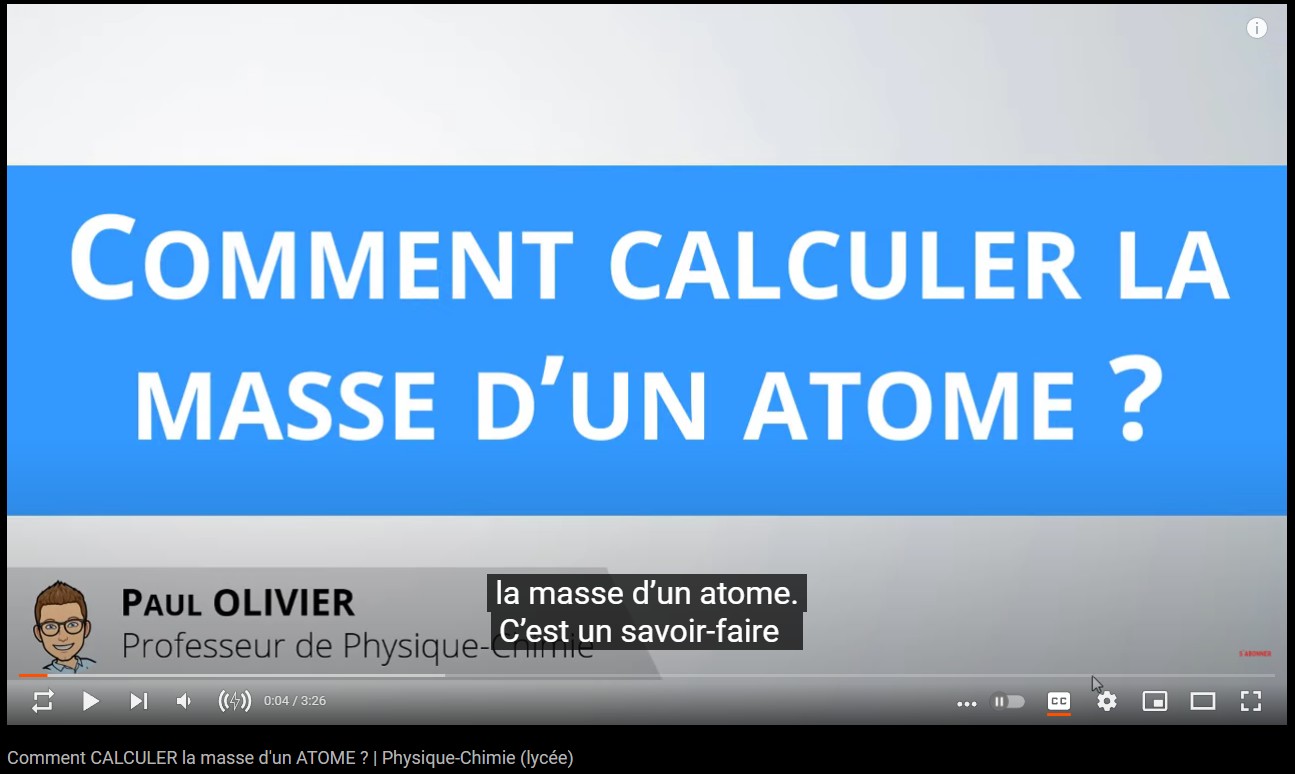 COMMENT CALCULER LA
MASSE D'UN ATOME ?
PAUL OLIVIER
Professeur de Physique-Chimie
la masse d'un atome.
C'est un savoir-faire
S'ABONNER
0:04 / 3:26
CC
Comment CALCULER la masse d'un ATOME ? | Physique-Chimie (lycée)